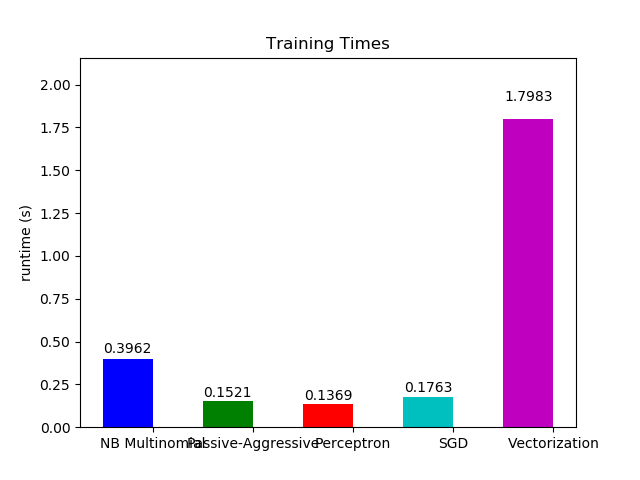 Training Times
2.00
1.75
1.50
1.25
1.00
0.75
0.50
0.25
0.00
runtime (s)
0.3962
0.1521
0.1369
0.1763
1.7983
NB Multinomial
Passive-Aggressive
Perceptron
SGD
Vectorization